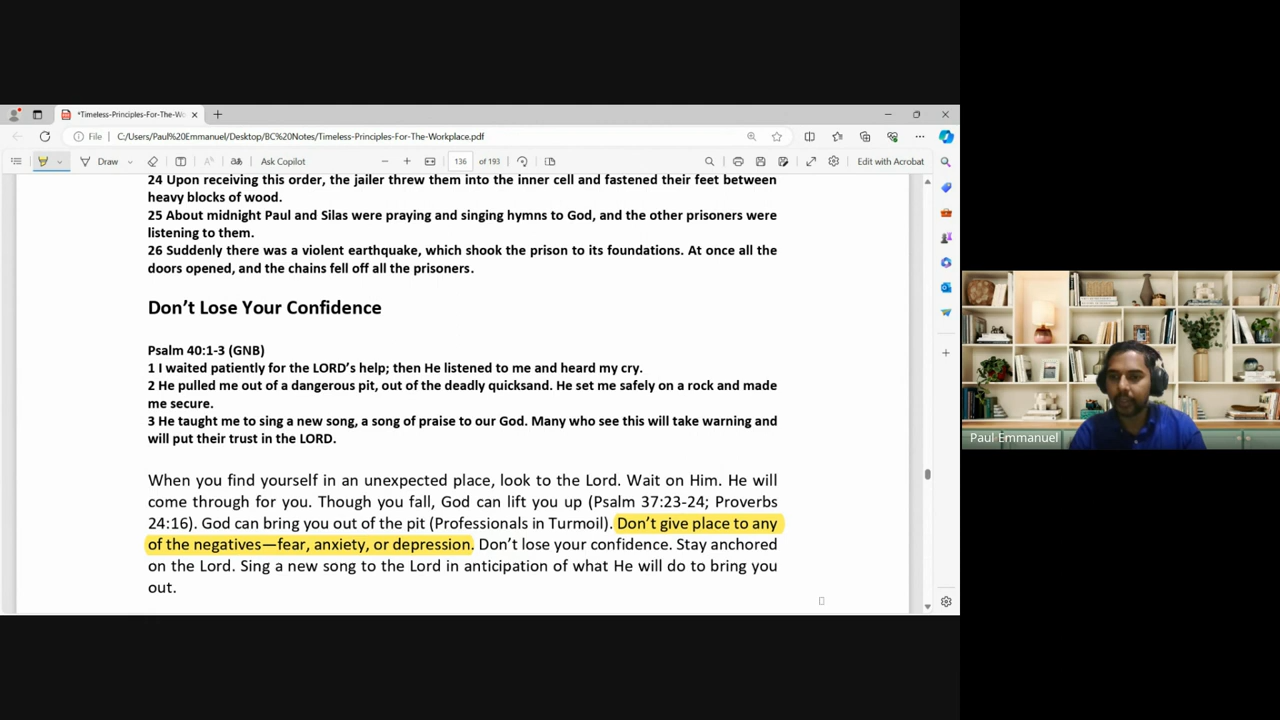 *Timeless-Principles-For-The-Wo
File
C:/Users/Paul%20Emmanuel/Desktop/BC%20Notes/Timeless-Principles-For-The-Workplace.pdf
Draw
Ask Copilot
136 of 193
Edit with Acrobat
24 Upon receiving this order, the jailer threw them into the inner cell and fastened their feet between
heavy blocks of wood.
25 About midnight Paul and Silas were praying and singing hymns to God, and the other prisoners were
listening to them.
26 Suddenly there was a violent earthquake, which shook the prison to its foundations. At once all the
doors opened, and the chains fell off all the prisoners.
Don’t Lose Your Confidence
Psalm 40:1-3 (GNB)
1 I waited patiently for the LORD’s help; then He listened to me and heard my cry.
2 He pulled me out of a dangerous pit, out of the deadly quicksand. He set me safely on a rock and made
me secure.
3 He taught me to sing a new song, a song of praise to our God. Many who see this will take warning and
will put their trust in the LORD.
When you find yourself in an unexpected place, look to the Lord. Wait on Him. He will
come through for you. Though you fall, God can lift you up (Psalm 37:23-24; Proverbs
24:16). God can bring you out of the pit (Professionals in Turmoil). Don’t give place to any
of the negatives—fear, anxiety, or depression. Don’t lose your confidence. Stay anchored
on the Lord. Sing a new song to the Lord in anticipation of what He will do to bring you
out.
Paul Emmanuel